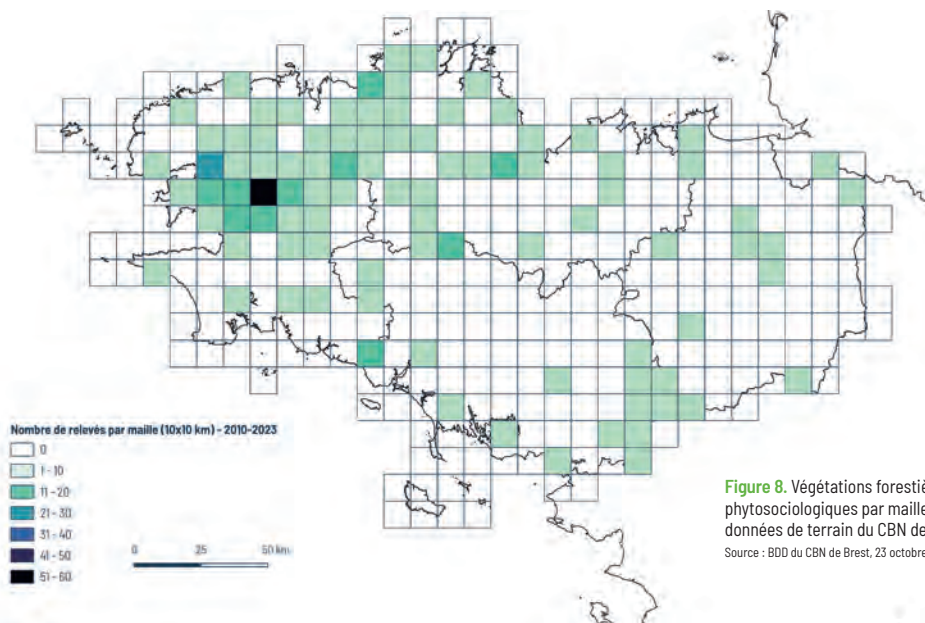 Nombre de relevés par maille (10x10 km) - 2010-2023
0
1 - 10
11 - 20
21 - 30
31 - 40
41 - 50
51 - 60
0 25 50 km
Figure 8. Végétations forestiè
phytosociologiques par maille
données de terrain du CBN de
Source : BDD du CBN de Brest, 23 octobre